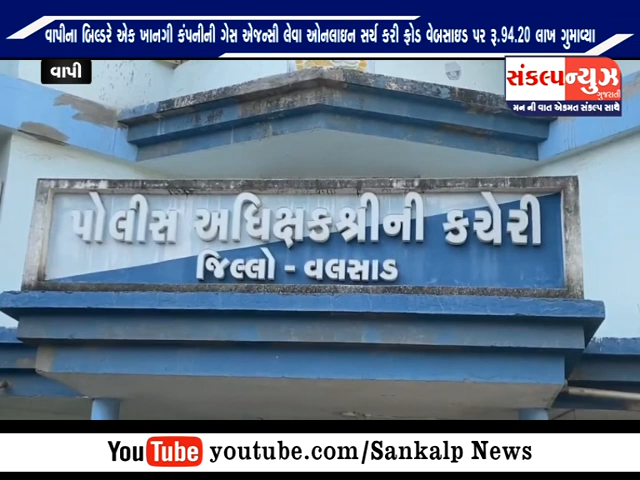 વાપીના બિલ્ડરે એક ખાનગી કંપનીની ગેસ એજન્સી લેવા ઓનલાઇન સર્ચ કરી ફ્રોડ વેબસાઇડ પર રૂ.94.20 લાખ ગુમાવ્યા
વાપી
સંકલ્પન્યુઝ
ગુજરાતી
મન ની વાત એકમત સંકલ્પ સાથે
પોલીસ અધિક્ષકશ્રીની કચેરી
જિલ્લો - વલસાડ
YouTube youtube.com/Sankalp News